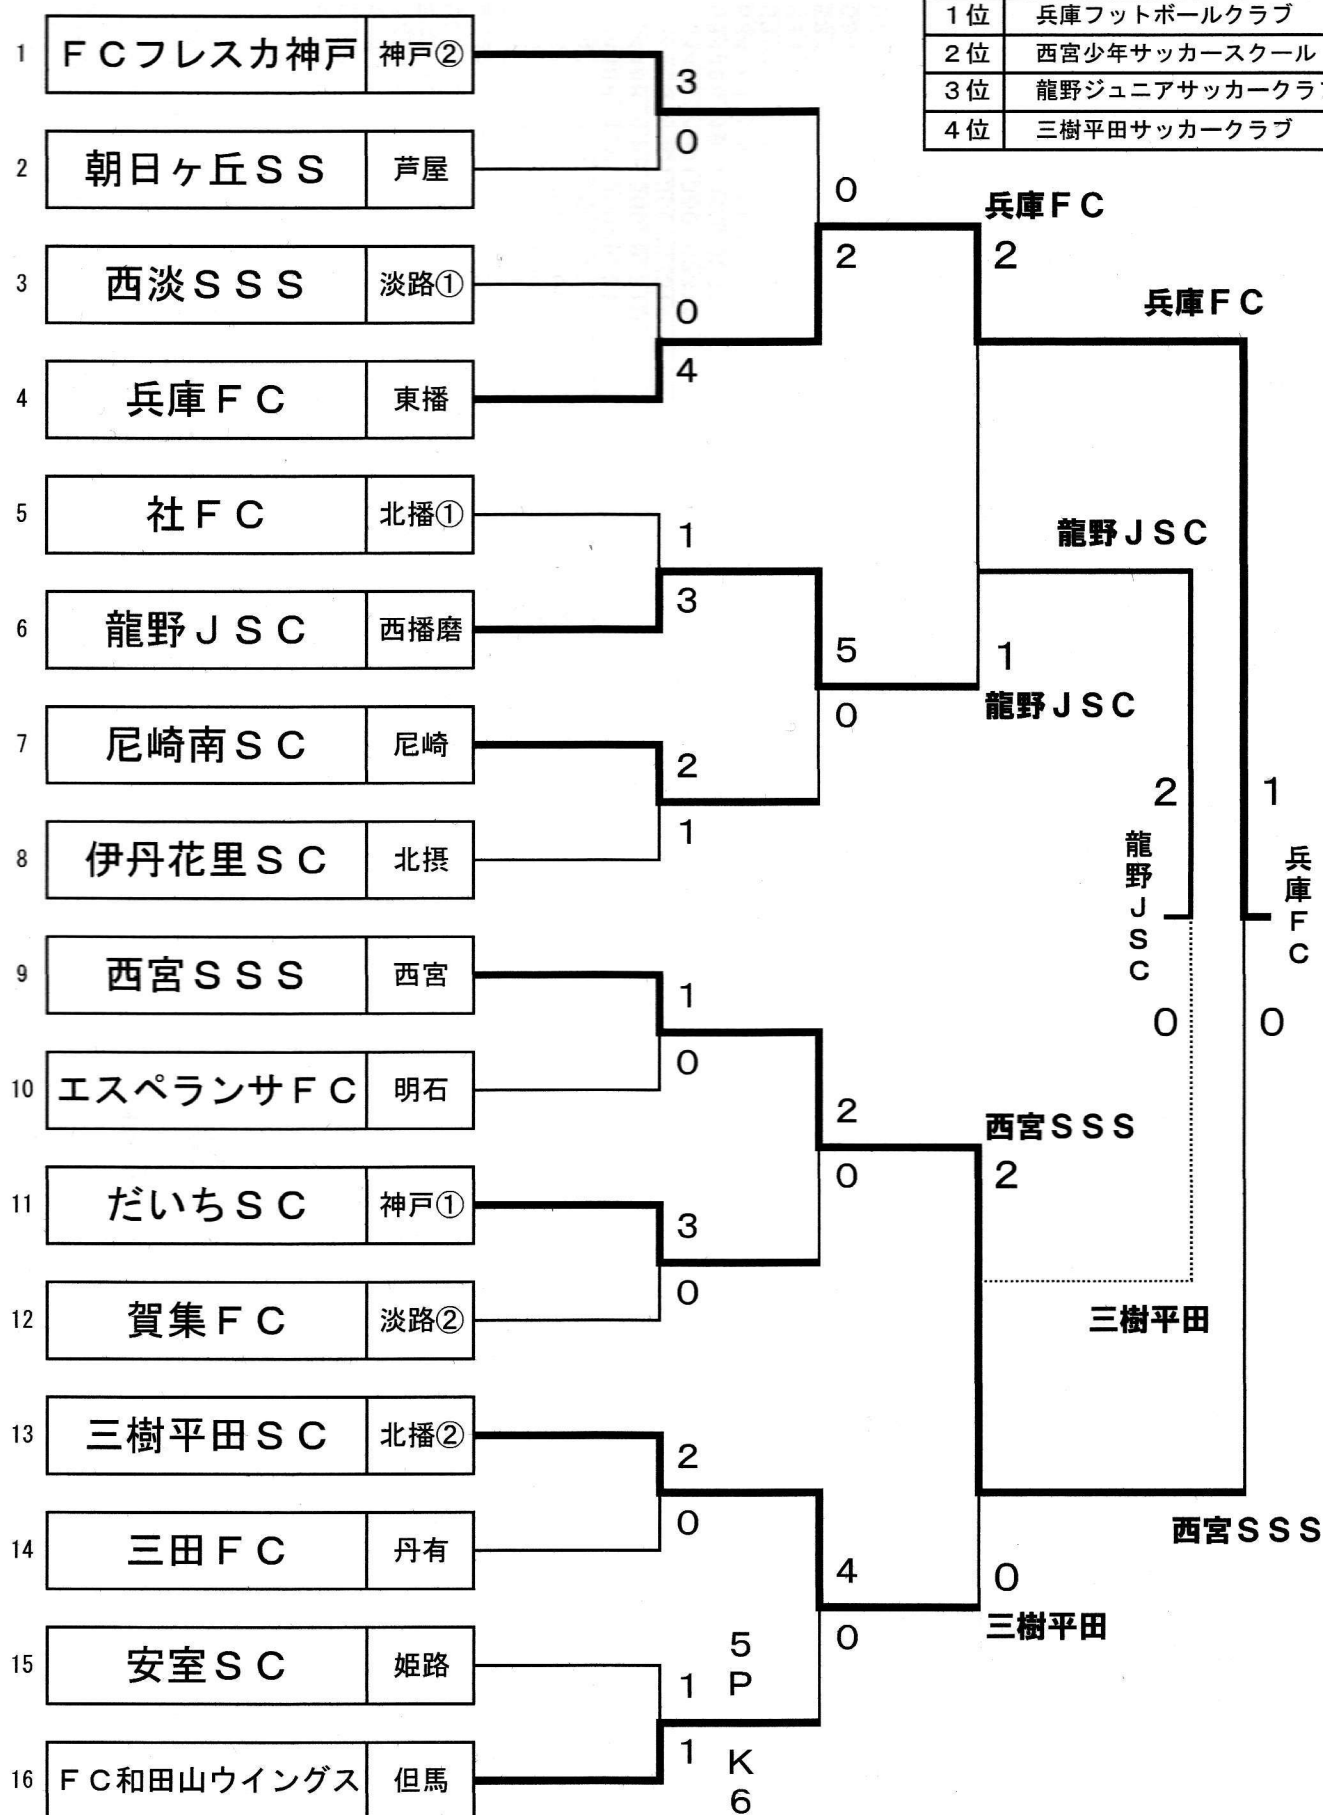 1位 兵庫フットボールクラブ
2位 西宮少年サッカースクール
3位 龍野ジュニアサッカークラブ
4位 三樹平田サッカークラブ
1 ＦＣフレスカ神戸 神戸②
3
0
2 朝日ヶ丘ＳＳ 芦屋
0
兵庫ＦＣ
2
2
3 西淡ＳＳＳ 淡路①
0
兵庫ＦＣ
4
4 兵庫ＦＣ 東播
5 社ＦＣ 北播①
1
龍野ＪＳＣ
3
6 龍野ＪＳＣ 西播磨
5
1
0
龍野ＪＳＣ
7 尼崎南ＳＣ 尼崎
2
2
1
1
8 伊丹花里ＳＣ 北摂
龍野ＪＳＣ
兵庫ＦＣ
9 西宮ＳＳＳ 西宮
1
0
0
0
10 エスペランサＦＣ 明石
2
西宮ＳＳＳ
0
2
11 だいちＳＣ 神戸①
3
0
12 賀集ＦＣ 淡路②
三樹平田
13 三樹平田ＳＣ 北播②
2
0
西宮ＳＳＳ
14 三田ＦＣ 丹有
4
0
0
三樹平田
15 安室ＳＣ 姫路
5
1 Ｐ
1 Ｋ
6
16 ＦＣ和田山ウイングス 但馬